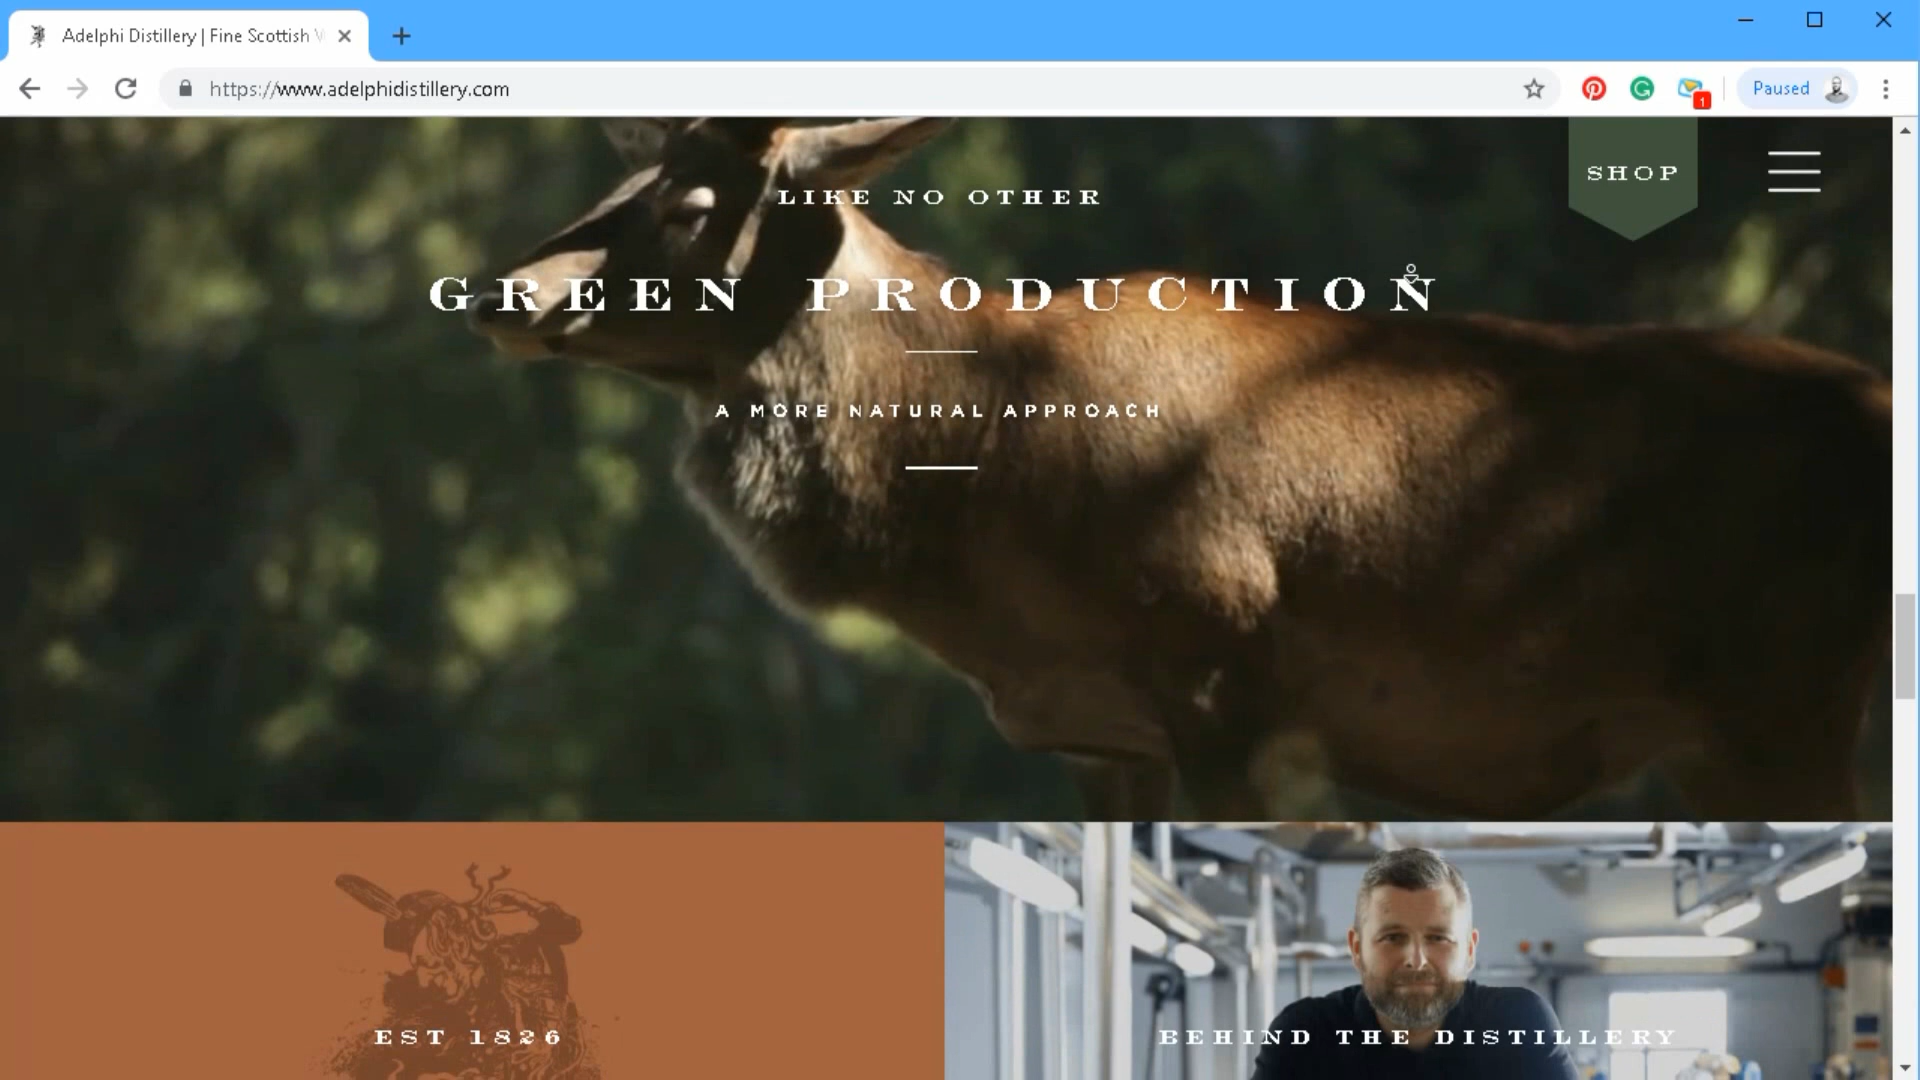 Adelphi Distillery | Fine Scottish
https://www.adelphidistillery.com
1
Paused
SHOP
LIKE NO OTHER
GREEN PRODUCTION
A MORE NATURAL APPROACH
EST 1826
BEHIND THE DISTILLERY